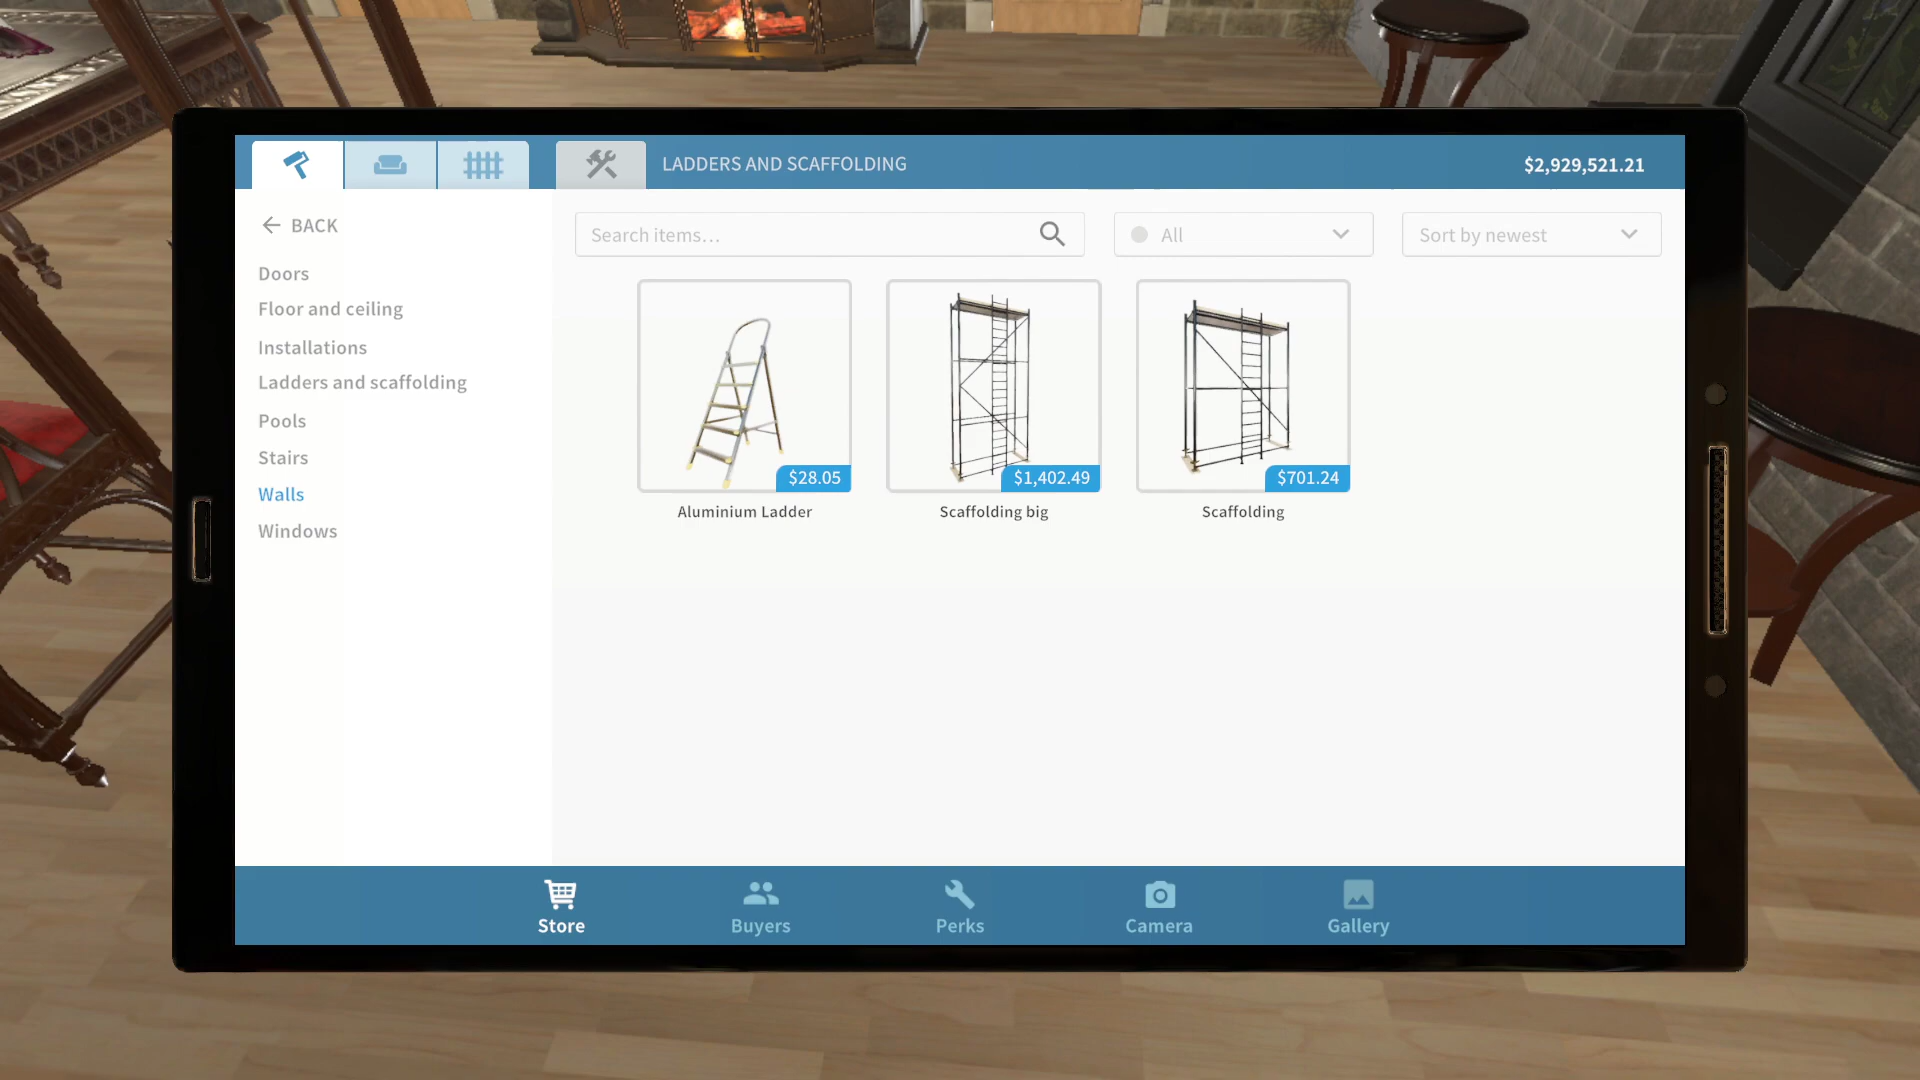 LADDERS AND SCAFFOLDING
$2,929,521.21
BACK
Doors
Floor and ceiling
Installations
Ladders and scaffolding
Pools
Stairs
Walls
Windows
Search items...
All
Sort by newest
$28.05
$1,402.49
$701.24
Aluminium Ladder
Scaffolding big
Scaffolding
Store
Buyers
Perks
Camera
Gallery